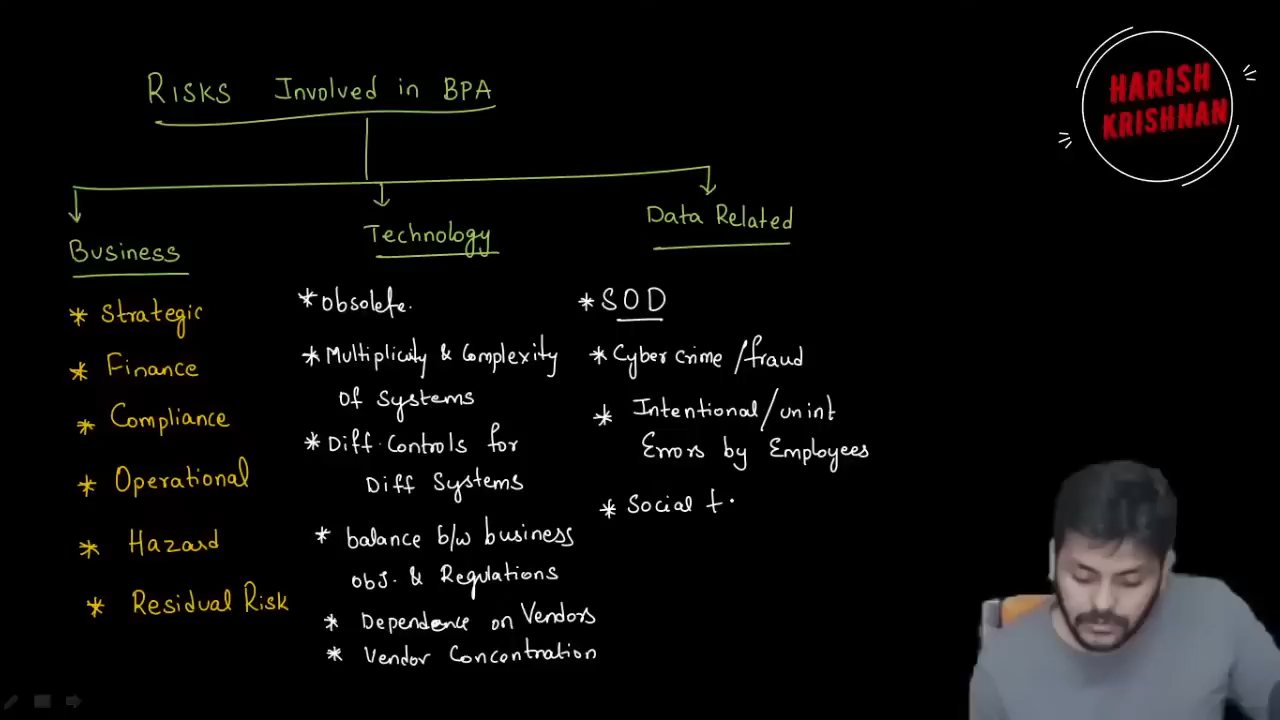 RISKS Involved in BPA
HARISH
KRISHNAN
Business
* Strategic
* Finance
* Compliance
* Operational
* Hazard
* Residual Risk
Technology
* Obsolete.
* Multiplicity & Complexity
Of Systems
* Diff. Controls for
Diff Systems
* balance b/w business
obj. & Regulations
* Dependence on Vendors
* Vendor Concontration
Data Related
* SOD
* Cyber crime / fraud
* Intentional / unint
Errors by Employees
* Social t